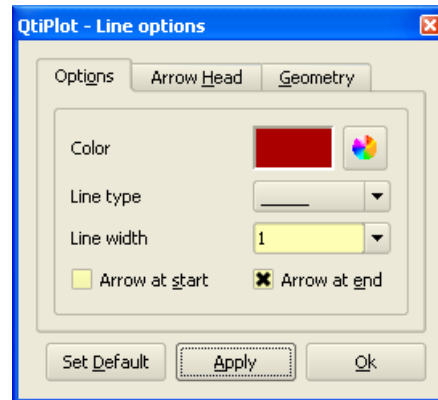 QtiPlot - Line options
Options Arrow Head Geometry
Color
Line type
Line width 1
Arrow at start Arrow at end
Set Default Apply Ok